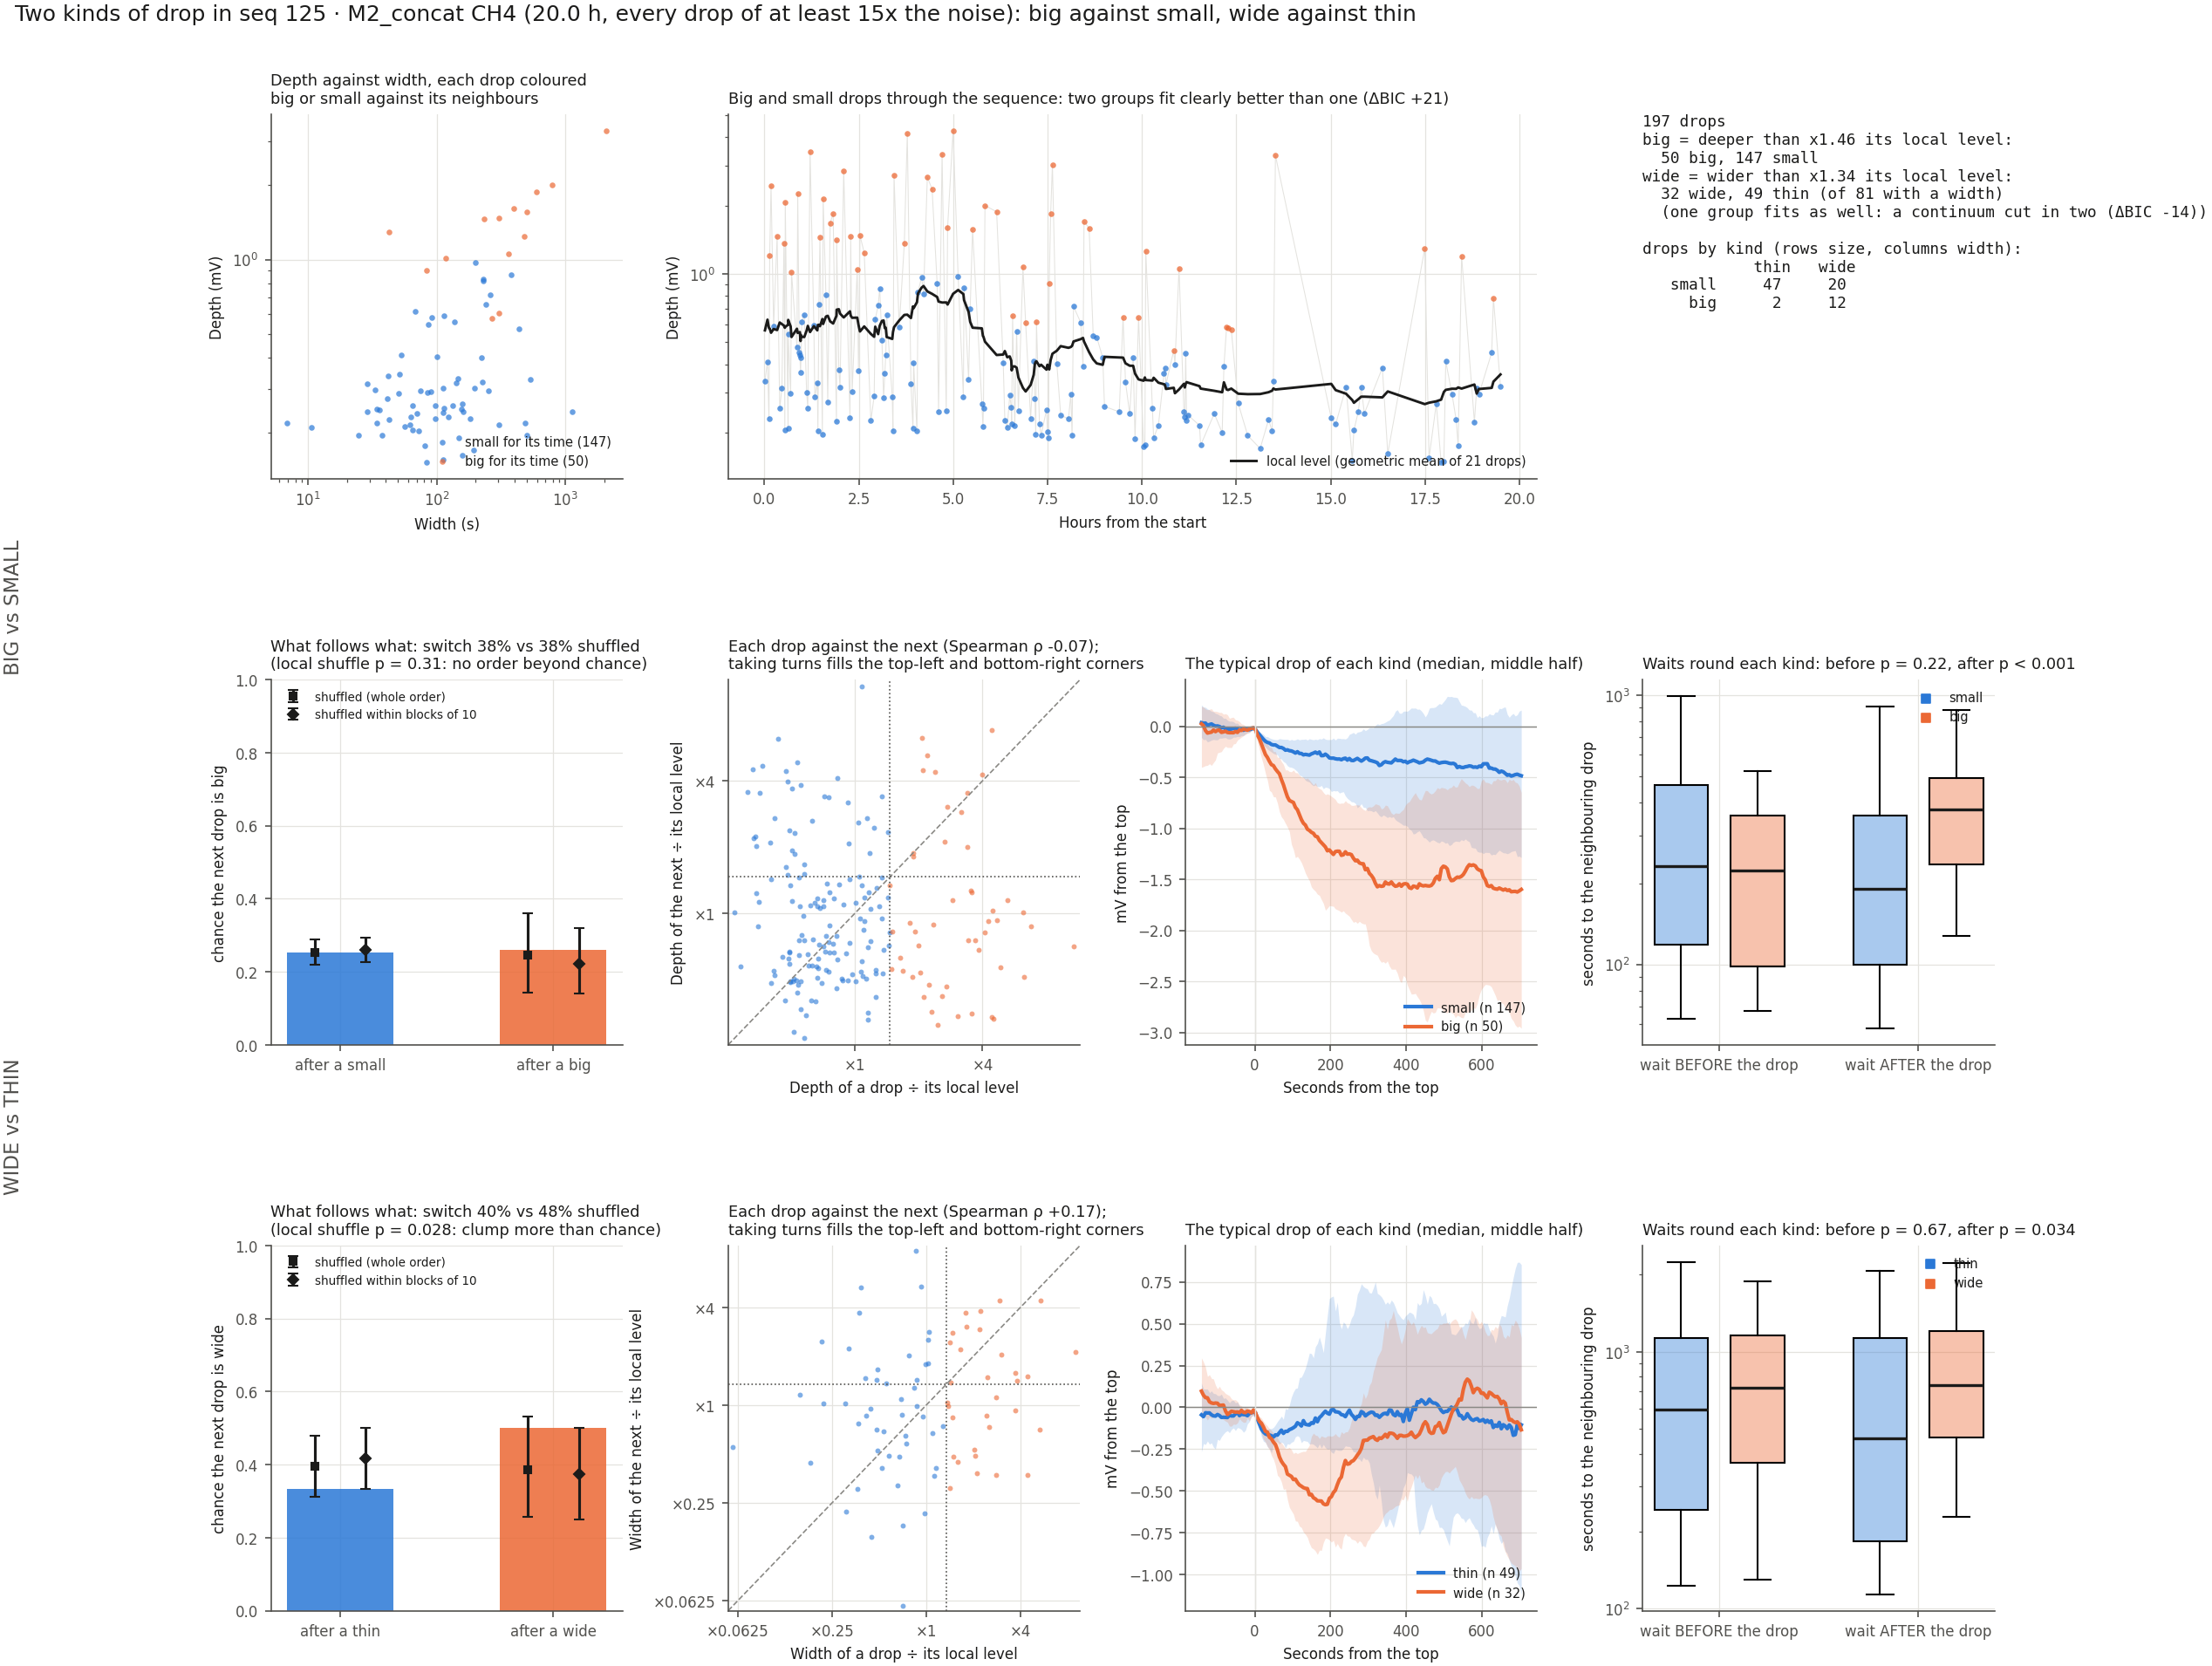 Two kinds of drop in seq 125 · M2_concat CH4 (20.0 h, every drop of at least 15x the noise): big against small, wide against thin
Depth against width, each drop coloured
big or small against its neighbours
Depth (mV)
10⁰
10¹
10²
10³
Width (s)
small for its time (147)
big for its time (50)
Big and small drops through the sequence: two groups fit clearly better than one (ΔBIC +21)
Depth (mV)
10⁰
0.0
2.5
5.0
7.5
10.0
12.5
15.0
17.5
20.0
Hours from the start
local level (geometric mean of 21 drops)
197 drops
big = deeper than x1.46 its local level:
50 big, 147 small
wide = wider than x1.34 its local level:
32 wide, 49 thin (of 81 with a width)
(one group fits as well: a continuum cut in two (ΔBIC -14))
drops by kind (rows size, columns width):
thin wide
small 47 20
big 2 12
BIG vs SMALL
What follows what: switch 38% vs 38% shuffled
(local shuffle p = 0.31: no order beyond chance)
shuffled (whole order)
shuffled within blocks of 10
chance the next drop is big
1.0
0.8
0.6
0.4
0.2
0.0
after a small
after a big
Each drop against the next (Spearman ρ -0.07);
taking turns fills the top-left and bottom-right corners
Depth of the next ÷ its local level
×4
×1
×1
×4
Depth of a drop ÷ its local level
The typical drop of each kind (median, middle half)
mV from the top
0.0
−0.5
−1.0
−1.5
−2.0
−2.5
−3.0
0
200
400
600
Seconds from the top
small (n 147)
big (n 50)
Waits round each kind: before p = 0.22, after p < 0.001
seconds to the neighbouring drop
10³
10²
small
big
wait BEFORE the drop
wait AFTER the drop
WIDE vs THIN
What follows what: switch 40% vs 48% shuffled
(local shuffle p = 0.028: clump more than chance)
shuffled (whole order)
shuffled within blocks of 10
chance the next drop is wide
1.0
0.8
0.6
0.4
0.2
0.0
after a thin
after a wide
Each drop against the next (Spearman ρ +0.17);
taking turns fills the top-left and bottom-right corners
Width of the next ÷ its local level
×4
×1
×0.25
×0.0625
×0.0625
×0.25
×1
×4
Width of a drop ÷ its local level
The typical drop of each kind (median, middle half)
mV from the top
0.75
0.50
0.25
0.00
−0.25
−0.50
−0.75
−1.00
0
200
400
600
Seconds from the top
thin (n 49)
wide (n 32)
Waits round each kind: before p = 0.67, after p = 0.034
seconds to the neighbouring drop
10³
10²
thin
wide
wait BEFORE the drop
wait AFTER the drop